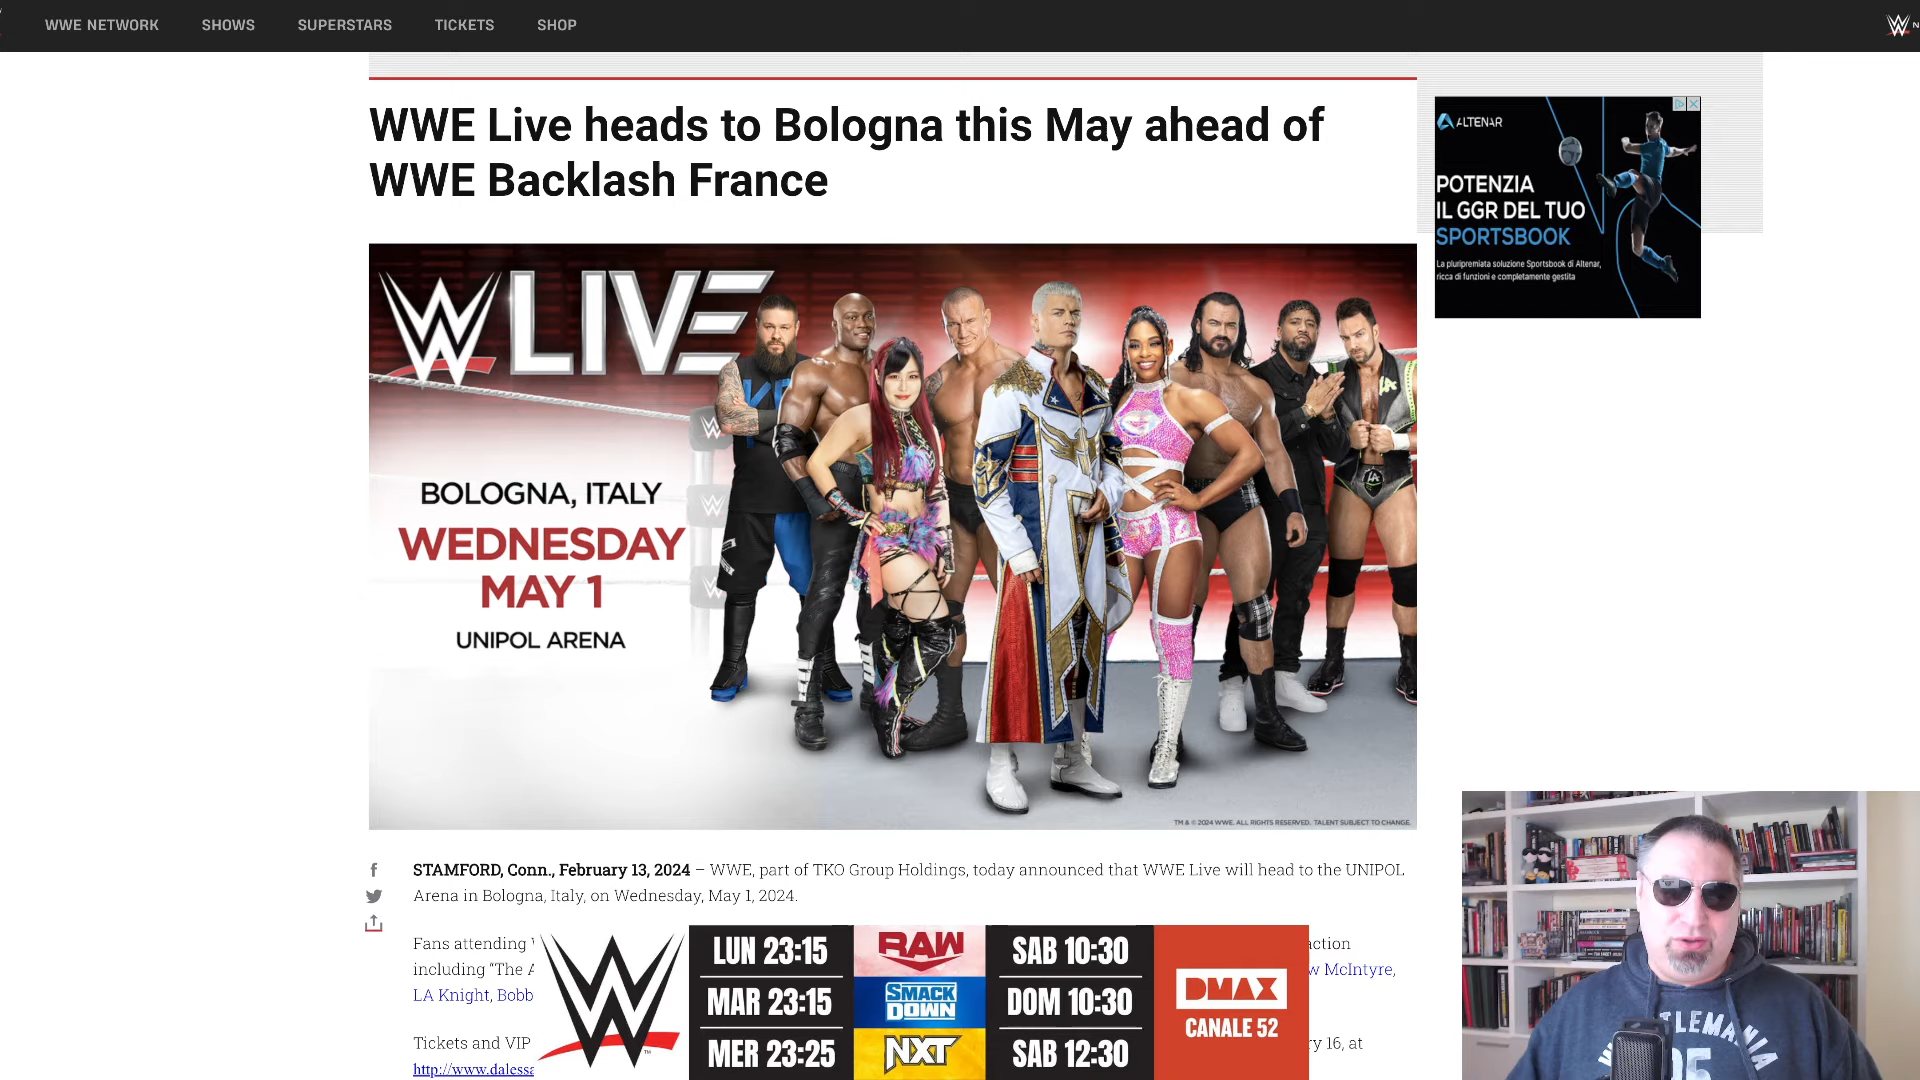 WWE NETWORK
SHOWS
SUPERSTARS
TICKETS
SHOP
WWE Live heads to Bologna this May ahead of
WWE Backlash France
ALTENAR
POTENZIA
IL GGR DEL TUO
SPORTSBOOK
La pluripremiata soluzione Sportsbook di Altenar,
ricca di funzioni e completamente gestita
W LIVE
BOLOGNA, ITALY
WEDNESDAY
MAY 1
UNIPOL ARENA
TM & © 2024 WWE. ALL RIGHTS RESERVED. TALENT SUBJECT TO CHANGE.
STAMFORD, Conn., February 13, 2024 – WWE, part of TKO Group Holdings, today announced that WWE Live will head to the UNIPOL
Arena in Bologna, Italy, on Wednesday, May 1, 2024.
Fans attending
including “The A
w McIntyre,
LA Knight, Bobb
Tickets and VIP
ry 16, at
http://www.dalessa
LUN 23:15 RAW SAB 10:30
MAR 23:15 SMACK DOWN DOM 10:30
MER 23:25 NXT SAB 12:30
DMAX
CANALE 52